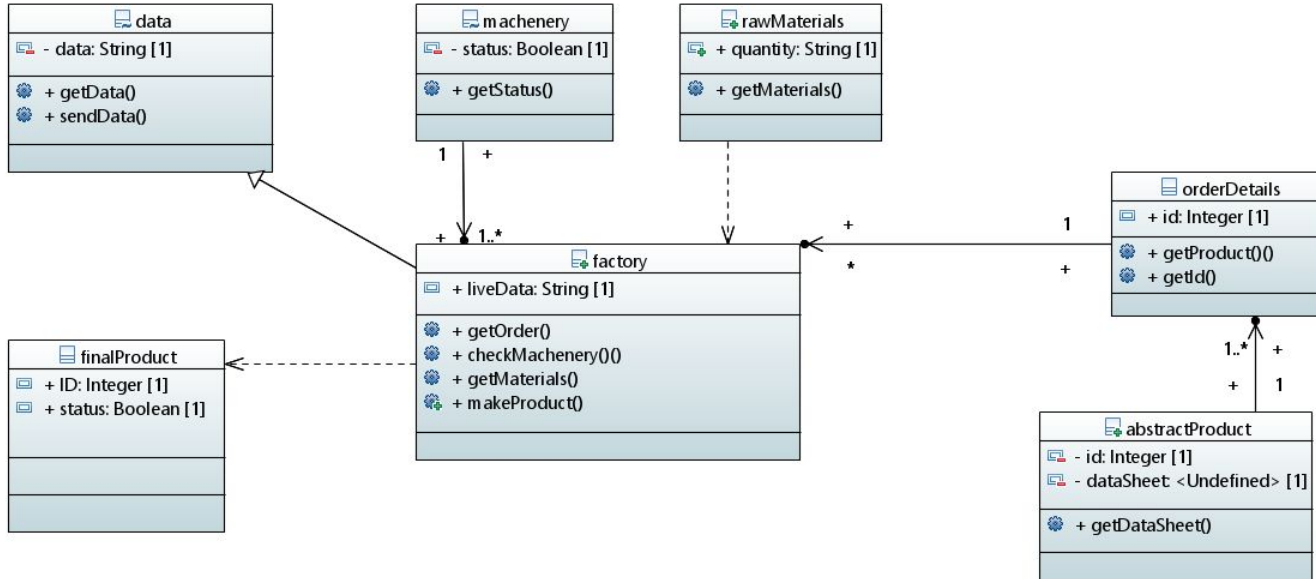 data
- data: String [1]
+ getData()
+ sendData()
machenery
- status: Boolean [1]
+ getStatus()
rawMaterials
+ quantity: String [1]
+ getMaterials()
1 +
+ 1..*
factory
+ liveData: String [1]
+ getOrder()
+ checkMachenery()()
+ getMaterials()
+ makeProduct()
+ 1
* +
orderDetails
+ id: Integer [1]
+ getProduct()()
+ getId()
1..* +
+ 1
finalProduct
+ ID: Integer [1]
+ status: Boolean [1]
abstractProduct
- id: Integer [1]
- dataSheet: <Undefined> [1]
+ getDataSheet()